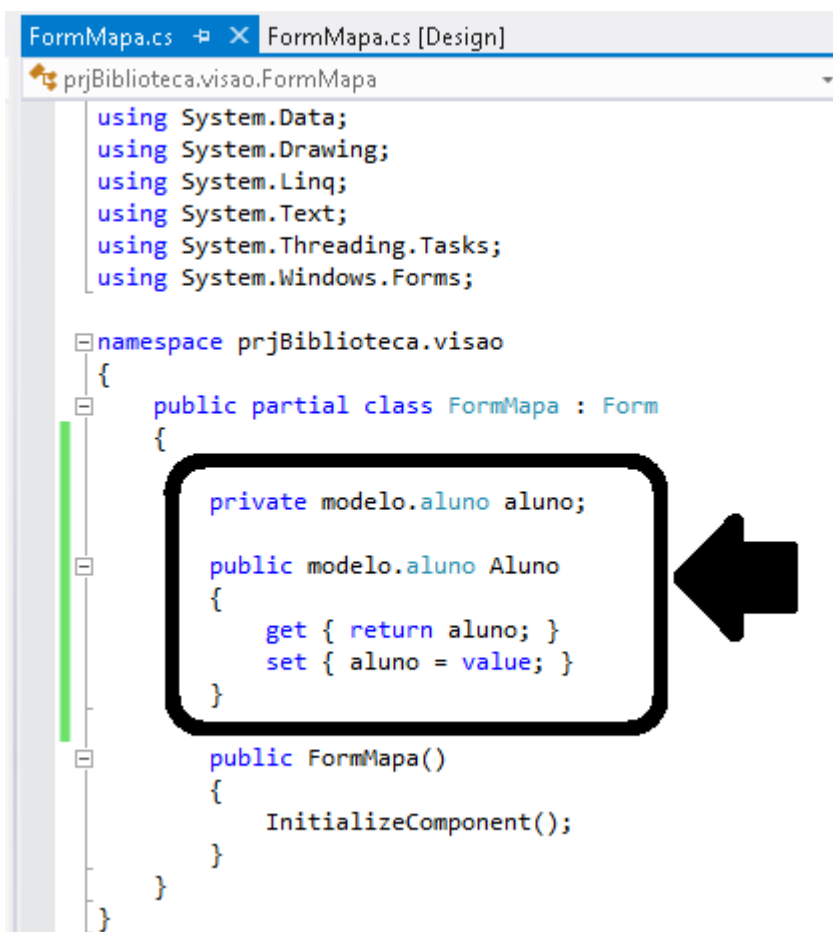 FormMapa.cs FormMapa.cs [Design]
prjBiblioteca.visao.FormMapa
using System.Data;
using System.Drawing;
using System.Linq;
using System.Text;
using System.Threading.Tasks;
using System.Windows.Forms;
namespace prjBiblioteca.visao
{
public partial class FormMapa : Form
{
private modelo.aluno aluno;
public modelo.aluno Aluno
{
get { return aluno; }
set { aluno = value; }
}
public FormMapa()
{
InitializeComponent();
}
}
}